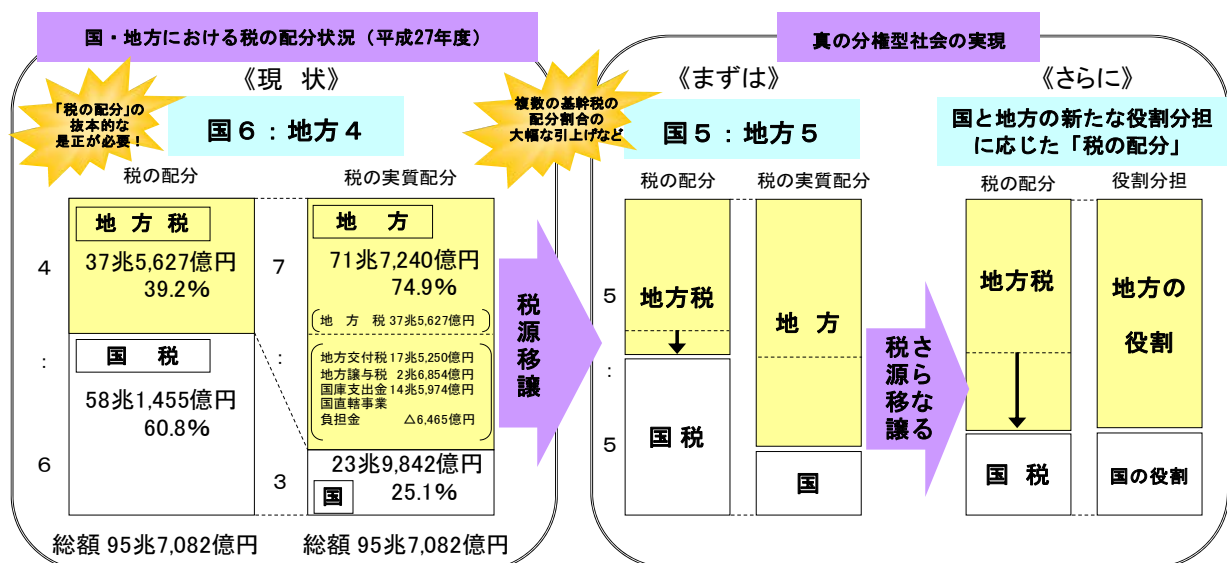 国・地方における税の配分状況（平成27年度）
《現　状》
「税の配分」の
抜本的な
是正が必要！
国６：地方４
税の配分
税の実質配分
4
：
6
地 方 税
37兆5,627億円
39.2％
国　税
58兆1,455億円
60.8％
総額 95兆7,082億円
7
：
3
地　方
71兆7,240億円
74.9％
地　方　税 37兆5,627億円
地方交付税 17兆5,250億円
地方譲与税 2兆6,854億円
国庫支出金 14兆5,974億円
国直轄事業
負担金 △6,465億円
23兆9,842億円
国
25.1％
総額 95兆7,082億円
税源移譲
真の分権型社会の実現
《まずは》
複数の基幹税の
配分割合の
大幅な引上げなど
国５：地方５
税の配分
税の実質配分
5
：
5
地方税
国 税
地 方
国
さらなる
税源移譲
《さらに》
国と地方の新たな役割分担
に応じた「税の配分」
税の配分
役割分担
地方税
国 税
地方の
役割
国の役割